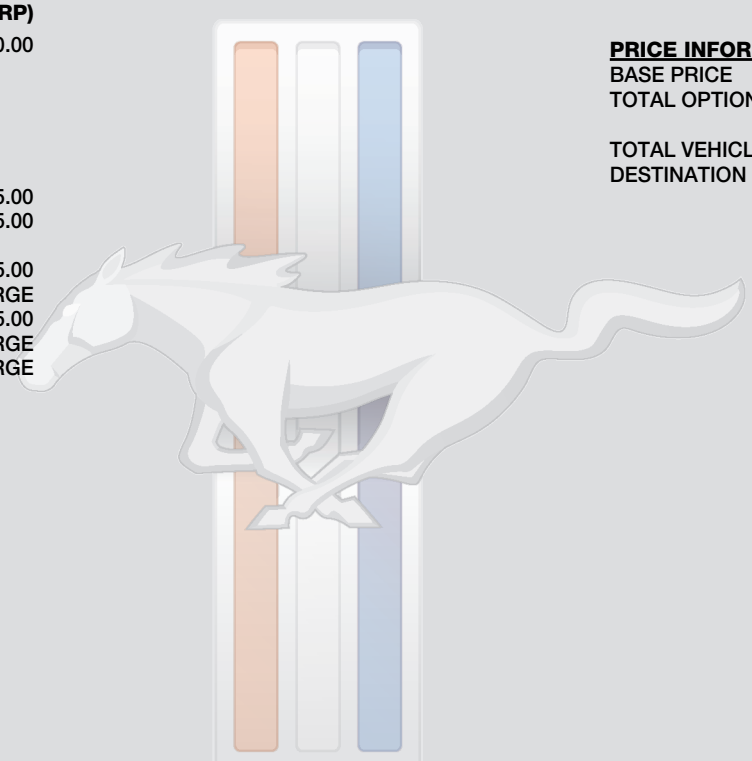 RP)
0.00
5.00
5.00
5.00
RGE
5.00
RGE
RGE
PRICE INFOR
BASE PRICE
TOTAL OPTION
TOTAL VEHICL
DESTINATION